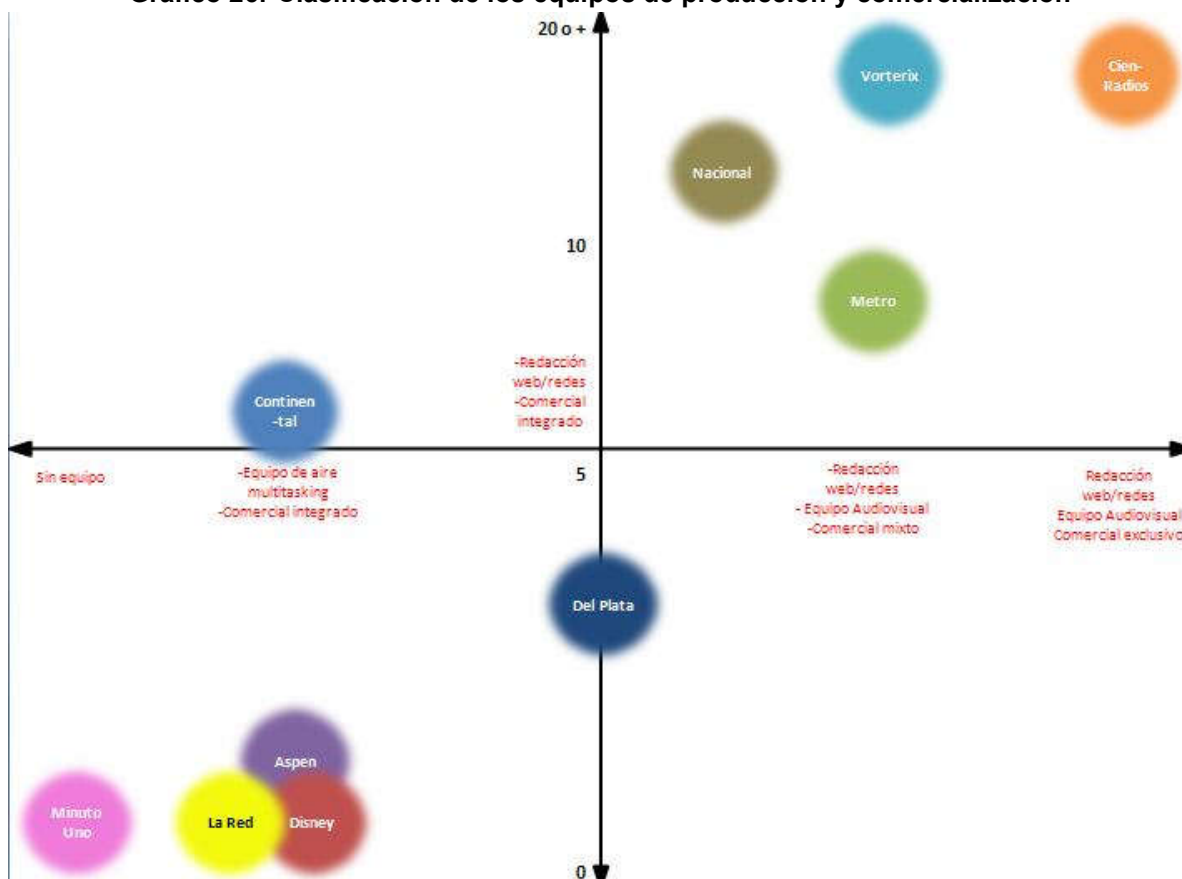 Gráfico 26. Clasificación de los equipos de producción y comercialización
20 o +
Vorterix
Cien-
Radios
Nacional
10
Metro
-Redacción
web/redes
-Comercial
integrado
Continen
-tal
Sin equipo
-Equipo de aire
multitasking
-Comercial integrado
5
-Redacción
web/redes
- Equipo Audiovisual
-Comercial mixto
Redacción
web/redes
Equipo Audiovisual
Comercial exclusivo
Del Plata
Aspen
Minuto
Uno
La Red
Disney
0